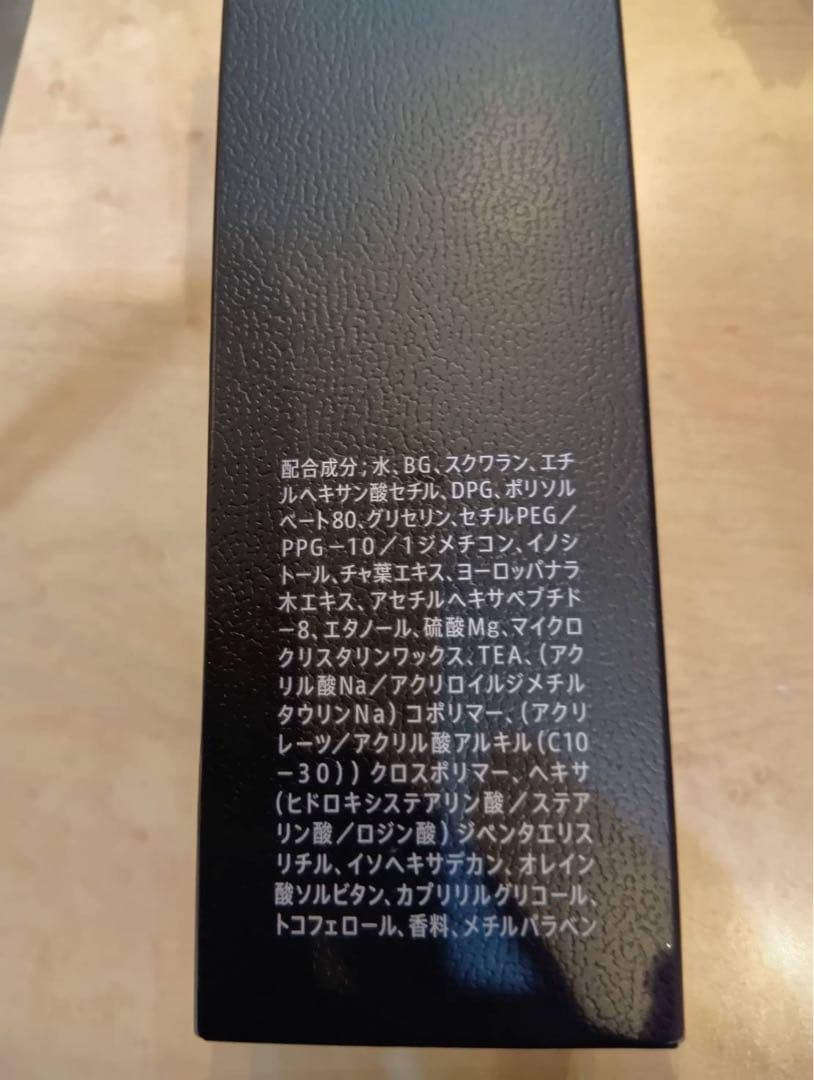 配合成分；水、BG、スクワラン、エチ
ルヘキサン酸セチル、DPG、ポリソル
ベート80、グリセリン、セチルPEG／
PPG－10／1ジメチコン、イノシ
トール、チャ葉エキス、ヨーロッパナラ
木エキス、アセチルヘキサペプチド
－8、エタノール、硫酸Mg、マイクロ
クリスタリンワックス、TEA、（アク
リル酸Na／アクリロイルジメチル
タウリンNa）コポリマー、（アクリ
レーツ／アクリル酸アルキル（C10
－30））クロスポリマー、ヘキサ
（ヒドロキシステアリン酸／ステア
リン酸／ロジン酸）ジペンタエリス
リチル、イソヘキサデカン、オレイン
酸ソルビタン、カプリリルグリコール、
トコフェロール、香料、メチルパラベン